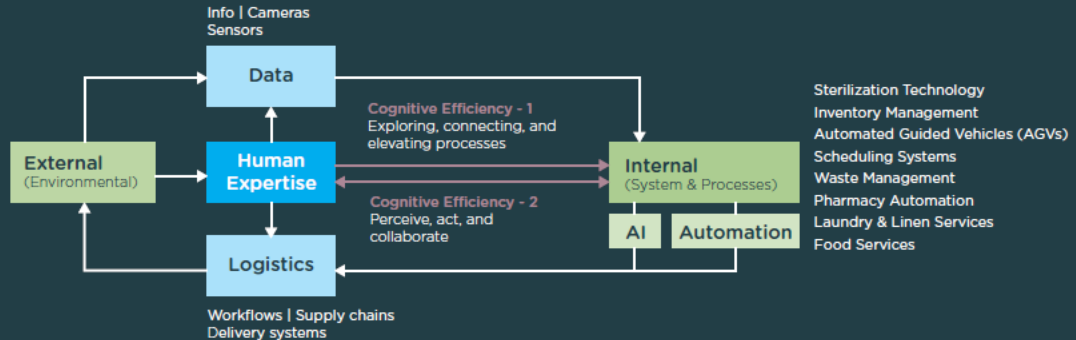 Info | Cameras
Sensors
Data
Cognitive Efficiency - 1
Exploring, connecting, and
elevating processes
External
(Environmental)
Human
Expertise
Internal
(System & Processes)
Cognitive Efficiency - 2
Perceive, act, and
collaborate
AI
Automation
Logistics
Workflows | Supply chains
Delivery systems
Sterilization Technology
Inventory Management
Automated Guided Vehicles (AGVs)
Scheduling Systems
Waste Management
Pharmacy Automation
Laundry & Linen Services
Food Services